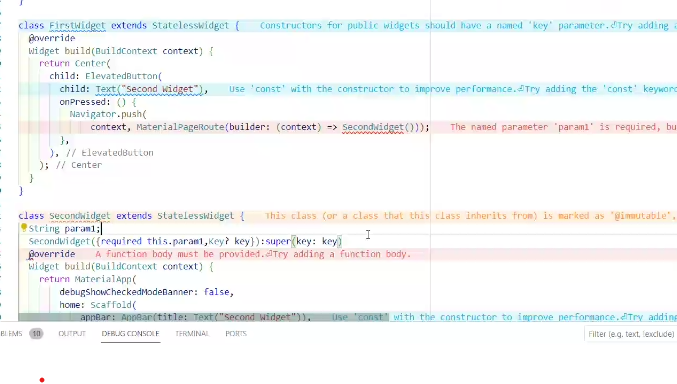 }
class FirstWidget extends StatelessWidget {    Constructors for public widgets should have a named 'key' parameter.⏎Try adding a
@override
Widget build(BuildContext context) {
return Center(
child: ElevatedButton(
child: Text("Second Widget"),    Use 'const' with the constructor to improve performance.⏎Try adding the 'const' keyword
onPressed: () {
Navigator.push(
context, MaterialPageRoute(builder: (context) => SecondWidget()));    The named parameter 'param1' is required, bu
},
), // ElevatedButton
); // Center
}
}
class SecondWidget extends StatelessWidget {    This class (or a class that this class inherits from) is marked as '@immutable',
String param1;
SecondWidget({required this.param1,Key? key}):super(key: key)
@override    A function body must be provided.⏎Try adding a function body.
Widget build(BuildContext context) {
return MaterialApp(
debugShowCheckedModeBanner: false,
home: Scaffold(
appBar: AppBar(title: Text("Second Widget")),    Use 'const' with the constructor to improve performance.⏎Try adding
BLEMS 10 OUTPUT DEBUG CONSOLE TERMINAL PORTS Filter (e.g. text, !exclude)